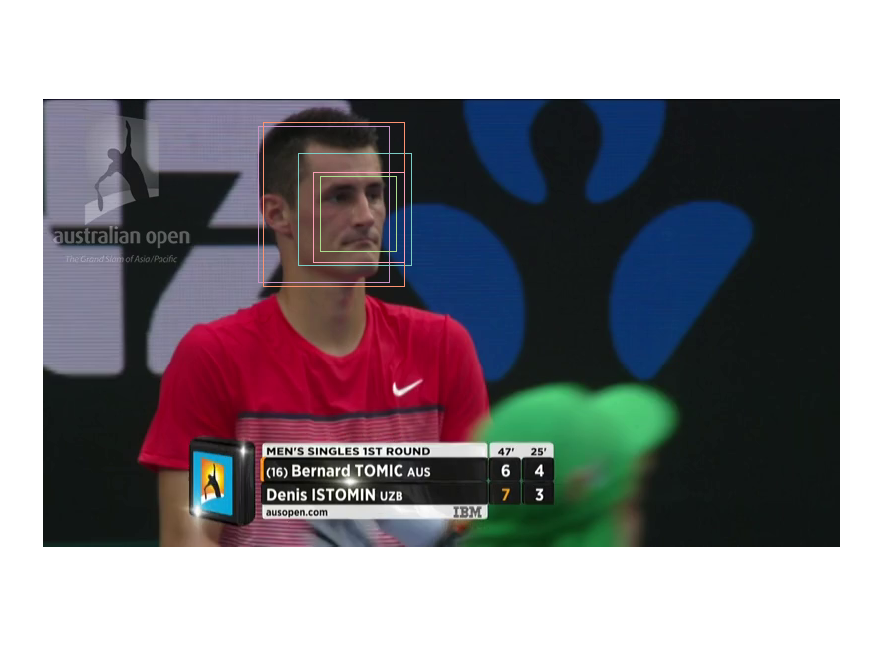 australian open
The Grand Slam of Asia/Pacific
MEN'S SINGLES 1ST ROUND 47' 25'
(16) Bernard TOMIC AUS 6 4
Denis ISTOMIN UZB 7 3
ausopen.com IBM